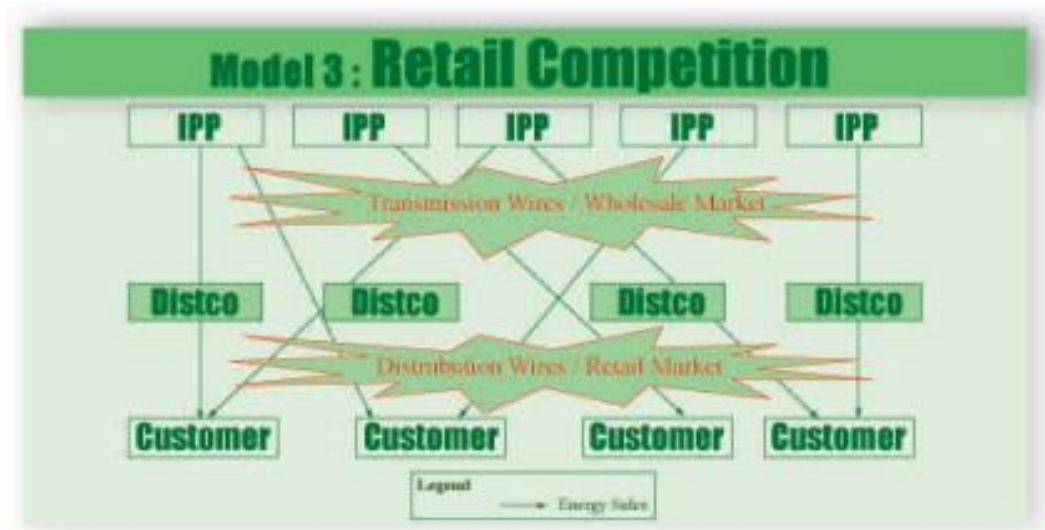 Model 3 : Retail Competition
IPP IPP IPP IPP IPP
Transmission Wires / Wholesale Market
Distco Distco Distco Distco
Distribution Wires / Retail Market
Customer Customer Customer Customer
Legend
Energy Sales